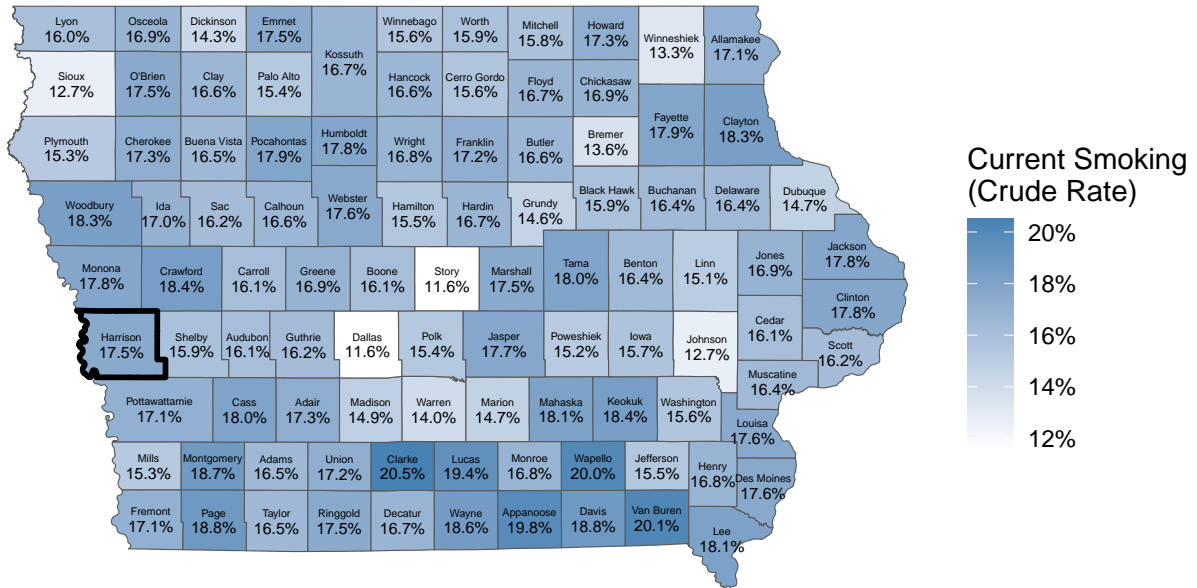 Lyon
16.0%
Osceola
16.9%
Dickinson
14.3%
Emmet
17.5%
Kossuth
16.7%
Winnebago
15.6%
Worth
15.9%
Mitchell
15.8%
Howard
17.3%
Winneshiek
13.3%
Allamakee
17.1%
Sioux
12.7%
O'Brien
17.5%
Clay
16.6%
Palo Alto
15.4%
Hancock
16.6%
Cerro Gordo
15.6%
Floyd
16.7%
Chickasaw
16.9%
Plymouth
15.3%
Cherokee
17.3%
Buena Vista
16.5%
Pocahontas
17.9%
Humboldt
17.8%
Wright
16.8%
Franklin
17.2%
Butler
16.6%
Bremer
13.6%
Fayette
17.9%
Clayton
18.3%
Woodbury
18.3%
Ida
17.0%
Sac
16.2%
Calhoun
16.6%
Webster
17.6%
Hamilton
15.5%
Hardin
16.7%
Grundy
14.6%
Black Hawk
15.9%
Buchanan
16.4%
Delaware
16.4%
Dubuque
14.7%
Monona
17.8%
Crawford
18.4%
Carroll
16.1%
Greene
16.9%
Boone
16.1%
Story
11.6%
Marshall
17.5%
Tama
18.0%
Benton
16.4%
Linn
15.1%
Jones
16.9%
Jackson
17.8%
Clinton
17.8%
Harrison
17.5%
Shelby
15.9%
Audubon
16.1%
Guthrie
16.2%
Dallas
11.6%
Polk
15.4%
Jasper
17.7%
Poweshiek
15.2%
Iowa
15.7%
Johnson
12.7%
Cedar
16.1%
Scott
16.2%
Muscatine
16.4%
Pottawattamie
17.1%
Cass
18.0%
Adair
17.3%
Madison
14.9%
Warren
14.0%
Marion
14.7%
Mahaska
18.1%
Keokuk
18.4%
Washington
15.6%
Louisa
17.6%
Mills
15.3%
Montgomery
18.7%
Adams
16.5%
Union
17.2%
Clarke
20.5%
Lucas
19.4%
Monroe
16.8%
Wapello
20.0%
Jefferson
15.5%
Henry
16.8%
Des Moines
17.6%
Fremont
17.1%
Page
18.8%
Taylor
16.5%
Ringgold
17.5%
Decatur
16.7%
Wayne
18.6%
Appanoose
19.8%
Davis
18.8%
Van Buren
20.1%
Lee
18.1%
Current Smoking
(Crude Rate)
20%
18%
16%
14%
12%